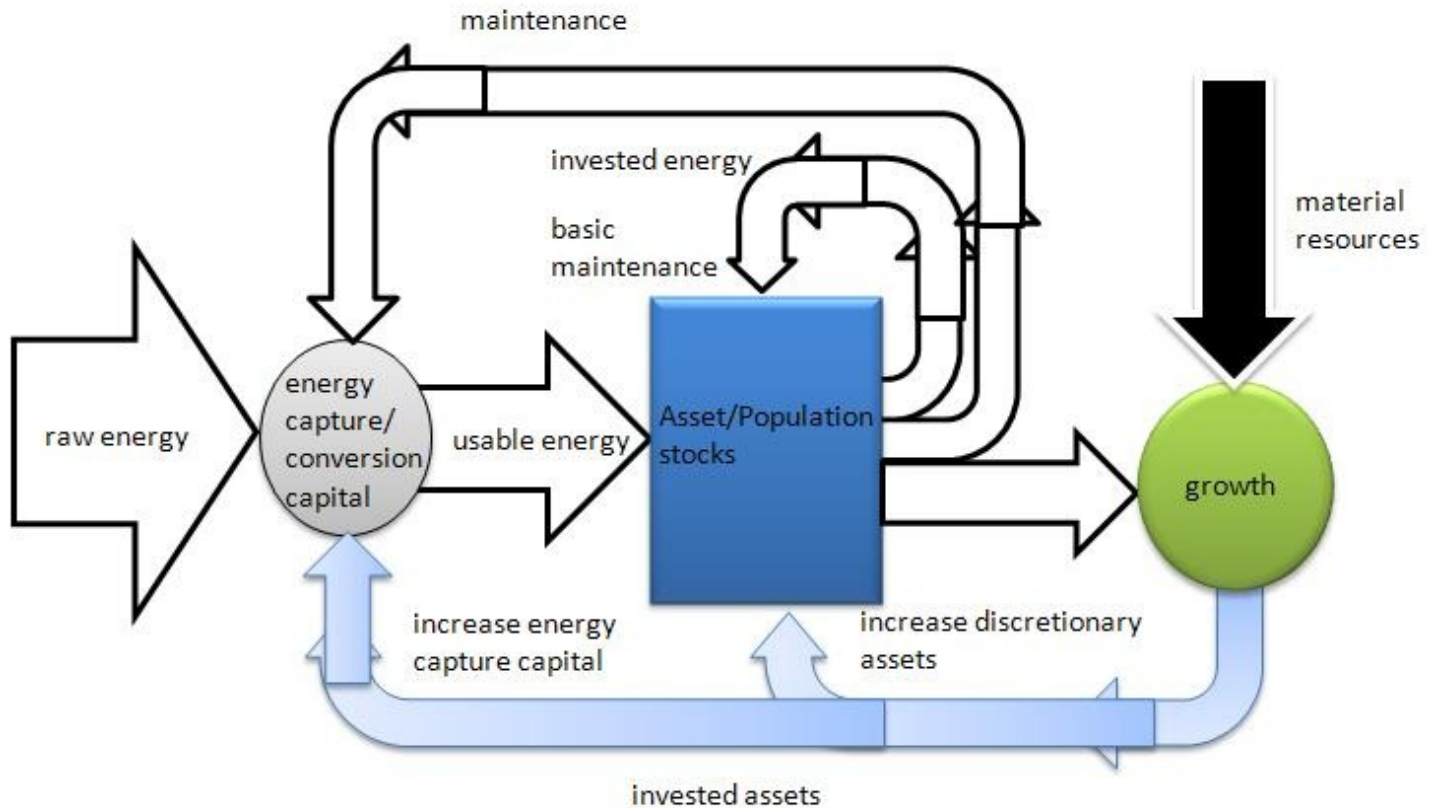 maintenance
invested energy
basic
maintenance
material
resources
raw energy
energy
capture/
conversion
capital
usable energy
Asset/Population
stocks
growth
increase energy
capture capital
increase discretionary
assets
invested assets